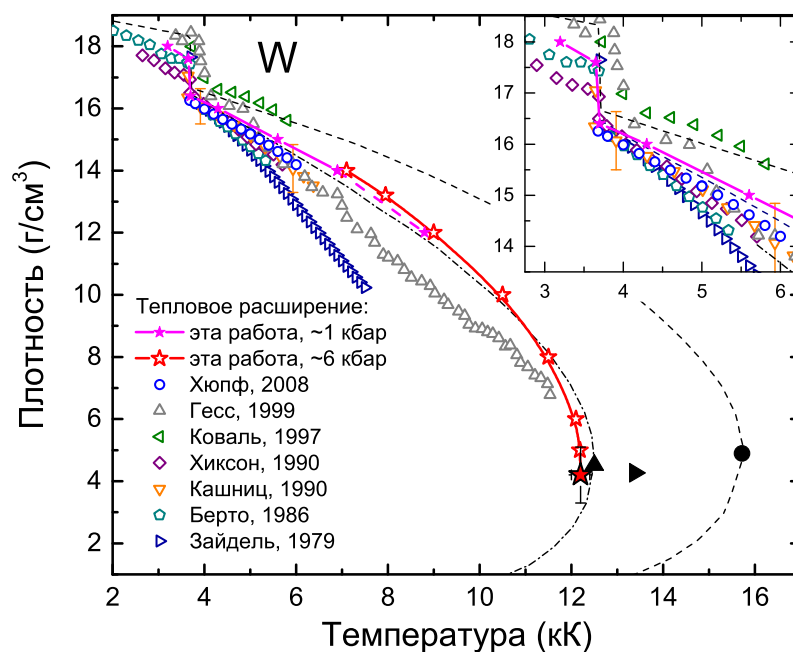 W
18
16
14
12
10
8
6
4
2
Плотность (г/см³)
Тепловое расширение:
эта работа, ~1 кбар
эта работа, ~6 кбар
Хюпф, 2008
Гесс, 1999
Коваль, 1997
Хиксон, 1990
Кашниц, 1990
Берто, 1986
Зайдель, 1979
2 4 6 8 10 12 14 16
Температура (кК)
18
17
16
15
14
3 4 5 6